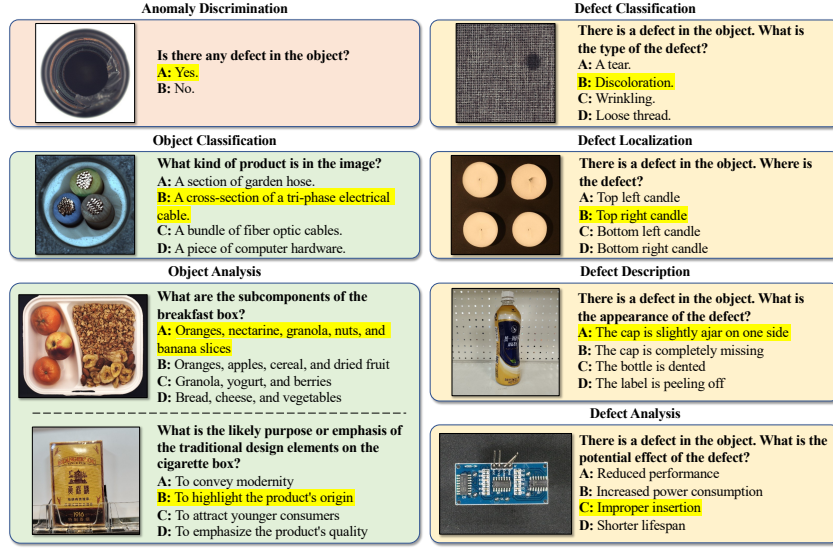 Anomaly Discrimination
Is there any defect in the object?
A: Yes.
B: No.
Object Classification
What kind of product is in the image?
A: A section of garden hose.
B: A cross-section of a tri-phase electrical
cable.
C: A bundle of fiber optic cables.
D: A piece of computer hardware.
Object Analysis
What are the subcomponents of the
breakfast box?
A: Oranges, nectarine, granola, nuts, and
banana slices
B: Oranges, apples, cereal, and dried fruit
C: Granola, yogurt, and berries
D: Bread, cheese, and vegetables
What is the likely purpose or emphasis of
the traditional design elements on the
cigarette box?
A: To convey modernity
B: To highlight the product's origin
C: To attract younger consumers
D: To emphasize the product's quality
1916
Defect Classification
There is a defect in the object. What is
the type of the defect?
A: A tear.
B: Discoloration.
C: Wrinkling.
D: Loose thread.
Defect Localization
There is a defect in the object. Where is
the defect?
A: Top left candle
B: Top right candle
C: Bottom left candle
D: Bottom right candle
Defect Description
There is a defect in the object. What is
the appearance of the defect?
A: The cap is slightly ajar on one side
B: The cap is completely missing
C: The bottle is dented
D: The label is peeling off
Defect Analysis
There is a defect in the object. What is the
potential effect of the defect?
A: Reduced performance
B: Increased power consumption
C: Improper insertion
D: Shorter lifespan